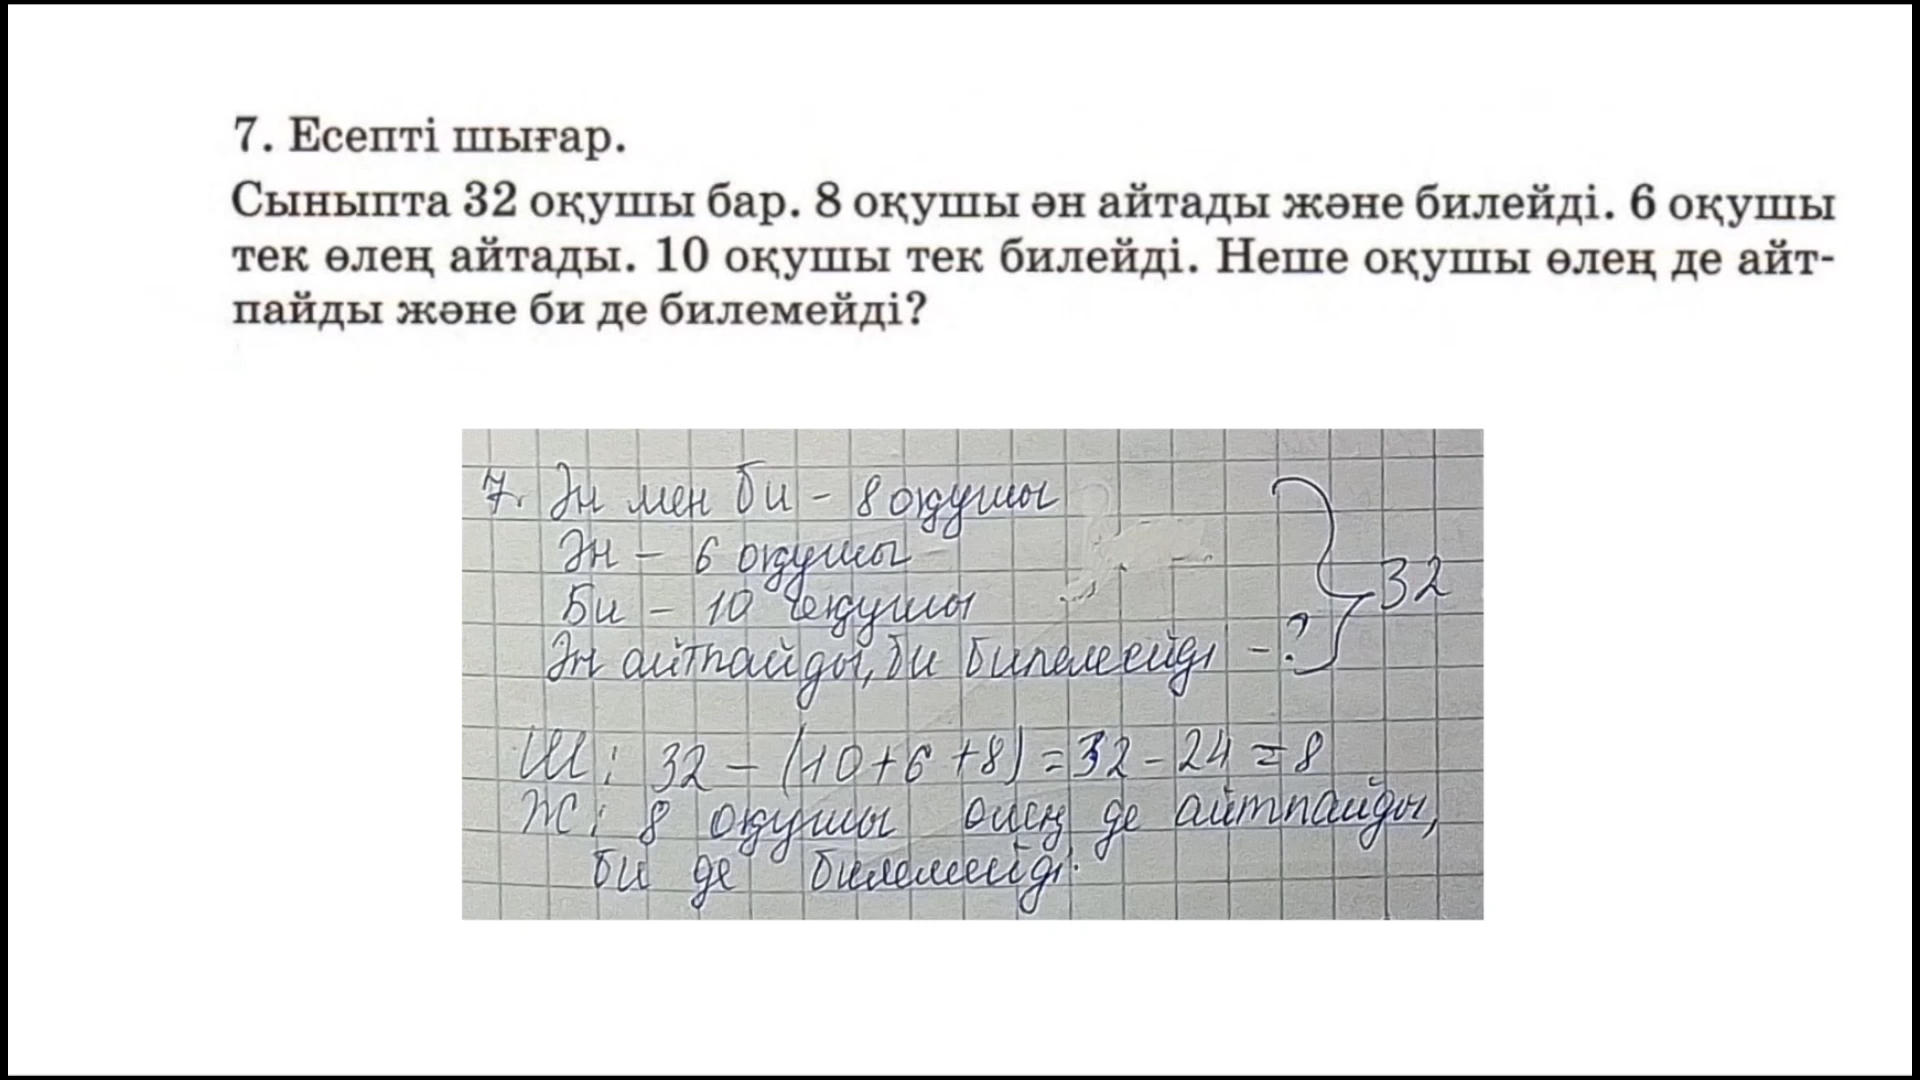 7. Есепті шығар.
Сыныпта 32 оқушы бар. 8 оқушы ән айтады және билейді. 6 оқушы
тек өлең айтады. 10 оқушы тек билейді. Неше оқушы өлең де айт-
пайды және би де билемейді?
7. Ән мен би - 8 оқушы
Ән - 6 оқушы
Би - 10 оқушы
32
Ән айтпайды, би билемейді - ?
Ш: 32 - (10+6+8) = 32 - 24 = 8
Ж: 8 оқушы өлең де айтпайды,
би де билемейді.